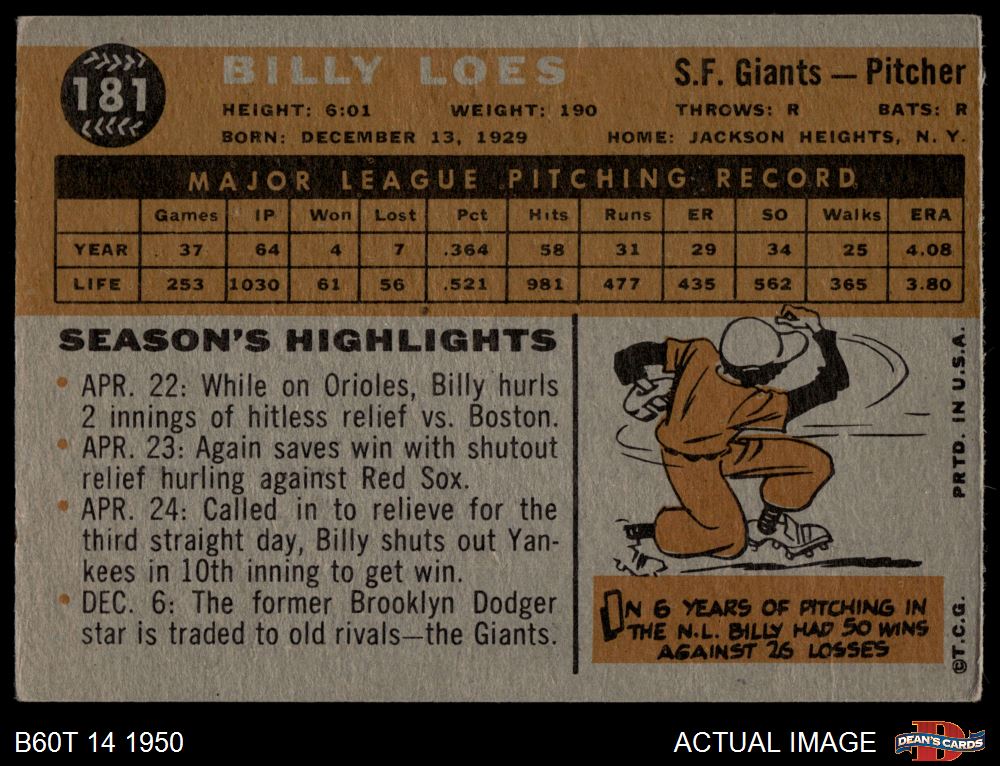 181
BILLY LOES
S.F. Giants — Pitcher
HEIGHT: 6:01 WEIGHT: 190 THROWS: R BATS: R
BORN: DECEMBER 13, 1929 HOME: JACKSON HEIGHTS, N. Y.
MAJOR LEAGUE PITCHING RECORD
Games IP Won Lost Pct Hits Runs ER SO Walks ERA
YEAR 37 64 4 7 .364 58 31 29 34 25 4.08
LIFE 253 1030 61 56 .521 981 477 435 562 365 3.80
SEASON'S HIGHLIGHTS
• APR. 22: While on Orioles, Billy hurls
2 innings of hitless relief vs. Boston.
• APR. 23: Again saves win with shutout
relief hurling against Red Sox.
• APR. 24: Called in to relieve for the
third straight day, Billy shuts out Yan-
kees in 10th inning to get win.
• DEC. 6: The former Brooklyn Dodger
star is traded to old rivals—the Giants.
IN 6 YEARS OF PITCHING IN
THE N.L. BILLY HAD 50 WINS
AGAINST 26 LOSSES
©T.C.G. PRTD. IN U.S.A.
B60T 14 1950
ACTUAL IMAGE
DEAN'S CARDS